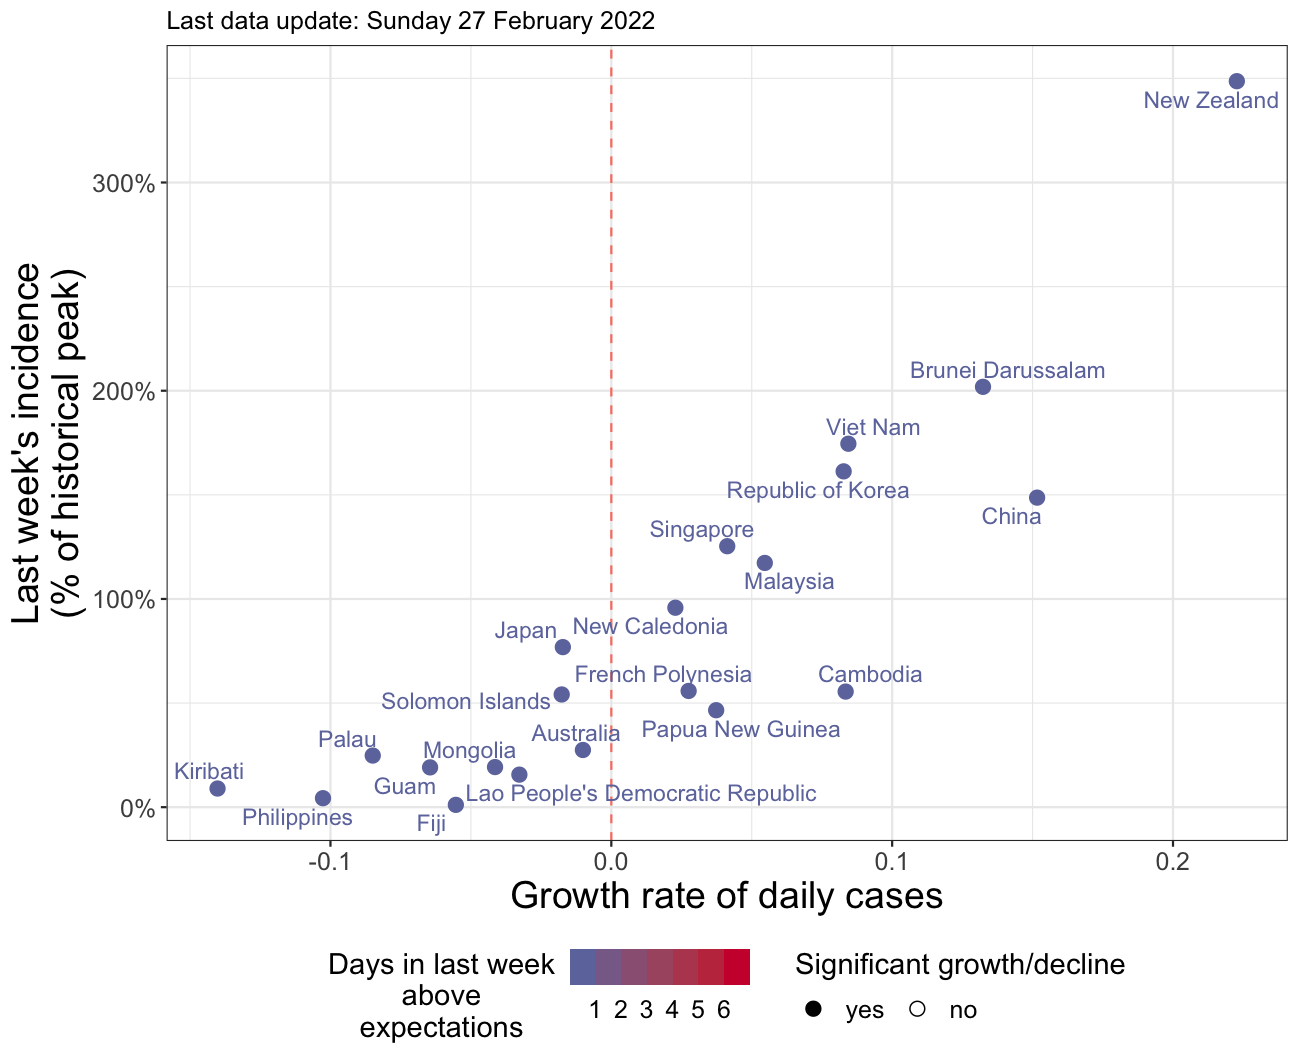 Last data update: Sunday 27 February 2022
Last week's incidence
(% of historical peak)
300%
200%
100%
0%
New Zealand
Brunei Darussalam
Viet Nam
Republic of Korea
China
Singapore
Malaysia
New Caledonia
Japan
French Polynesia
Cambodia
Solomon Islands
Papua New Guinea
Australia
Palau
Mongolia
Kiribati
Guam
Lao People's Democratic Republic
Philippines
Fiji
-0.1 0.0 0.1 0.2
Growth rate of daily cases
Days in last week
above
expectations
1 2 3 4 5 6
Significant growth/decline
yes no